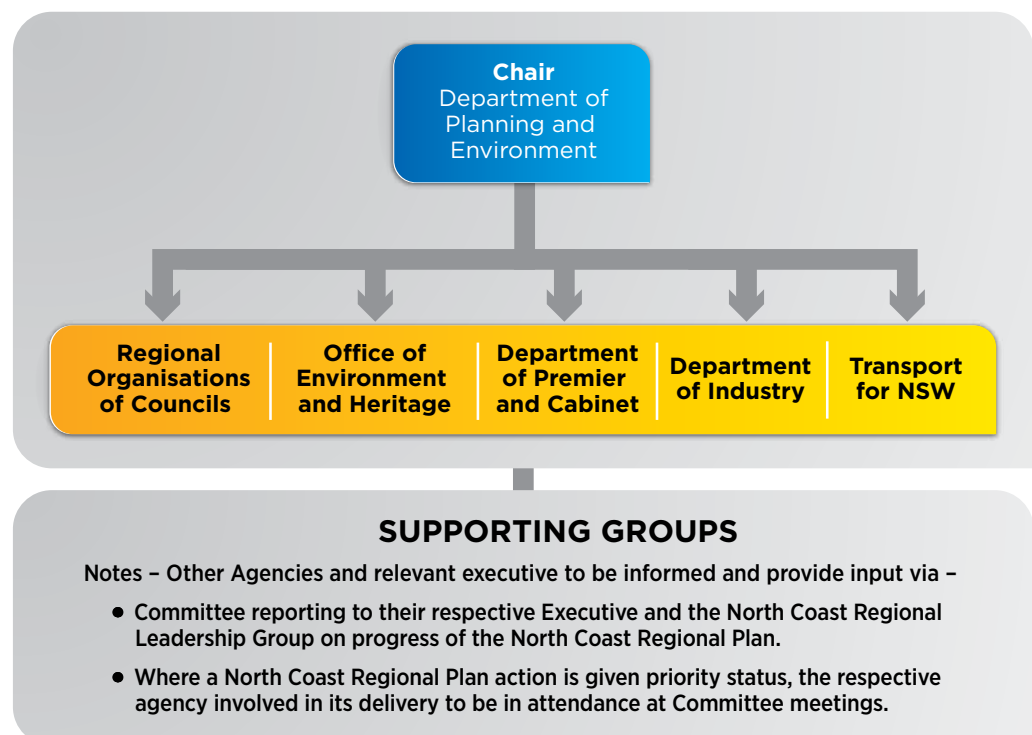 Chair
Department of
Planning and
Environment
Regional
Organisations
of Councils
Office of
Environment
and Heritage
Department
of Premier
and Cabinet
Department
of Industry
Transport
for NSW
SUPPORTING GROUPS
Notes – Other Agencies and relevant executive to be informed and provide input via –
● Committee reporting to their respective Executive and the North Coast Regional
Leadership Group on progress of the North Coast Regional Plan.
● Where a North Coast Regional Plan action is given priority status, the respective
agency involved in its delivery to be in attendance at Committee meetings.